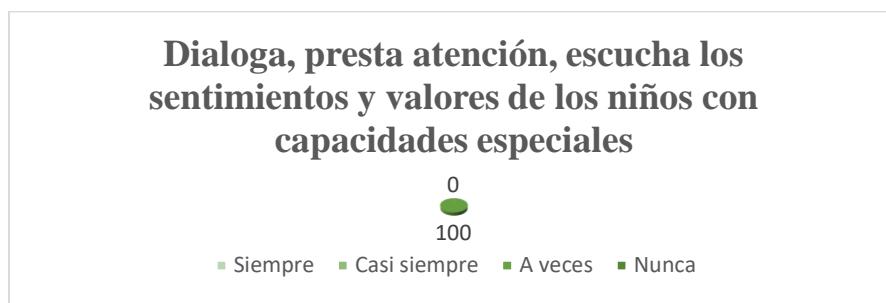 Dialoga, presta atención, escucha los
sentimientos y valores de los niños con
capacidades especiales
0
100
Siempre Casi siempre A veces Nunca